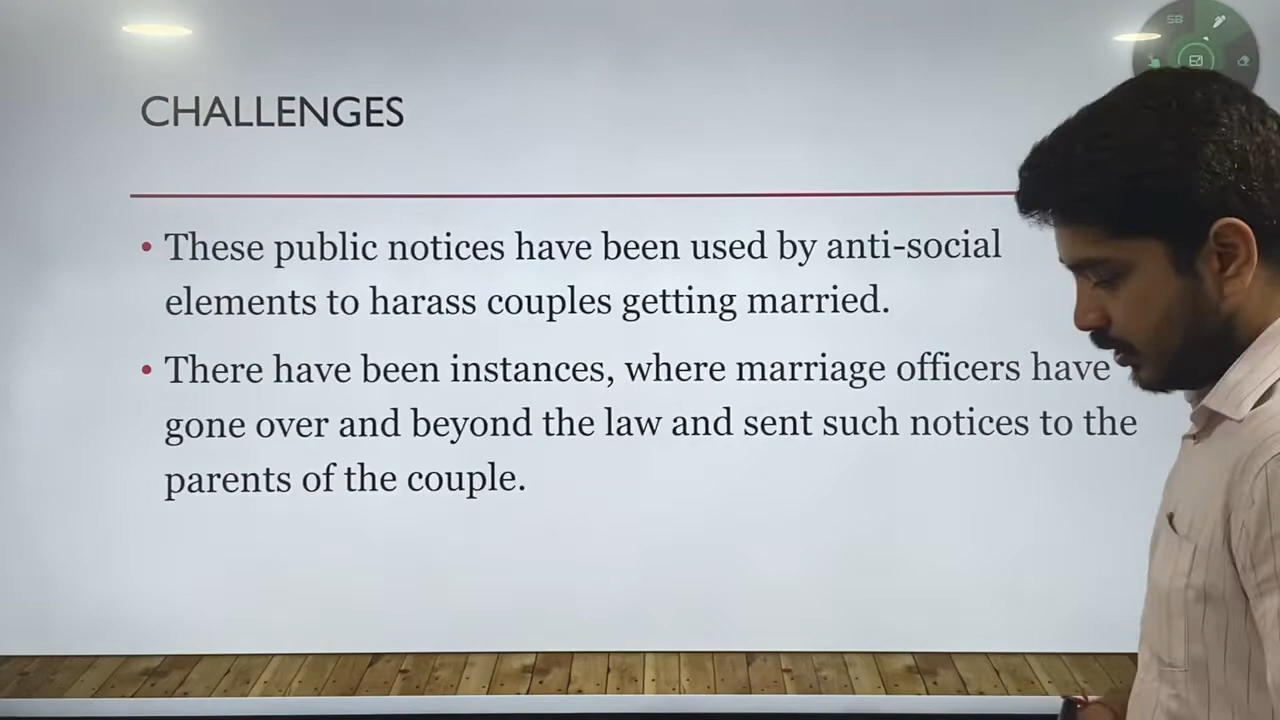 58
CHALLENGES
• These public notices have been used by anti-social
elements to harass couples getting married.
• There have been instances, where marriage officers have
gone over and beyond the law and sent such notices to the
parents of the couple.